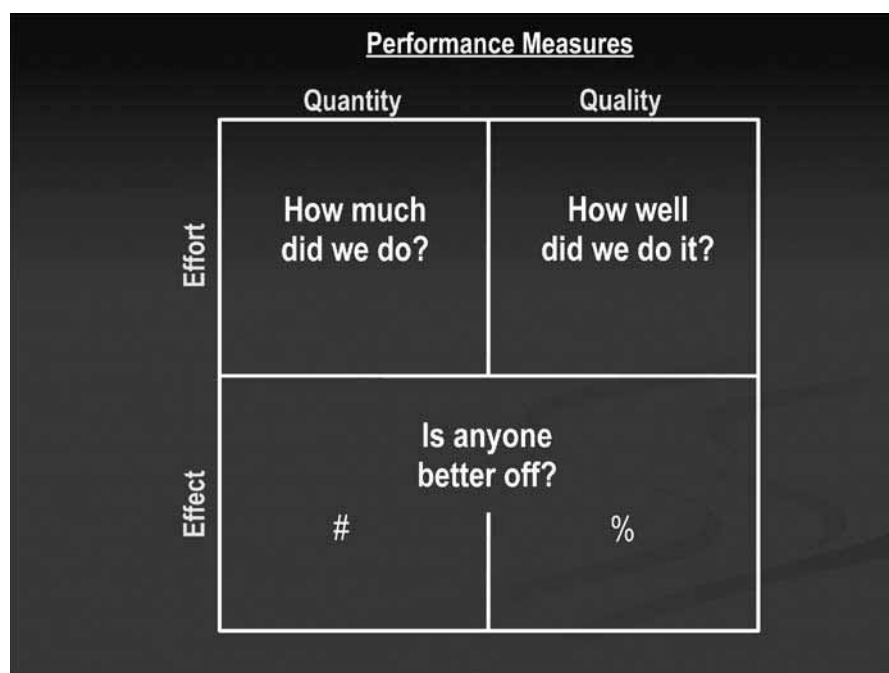 Performance Measures
Quantity Quality
Effort
How much
did we do?
How well
did we do it?
Effect
Is anyone
better off?
# %